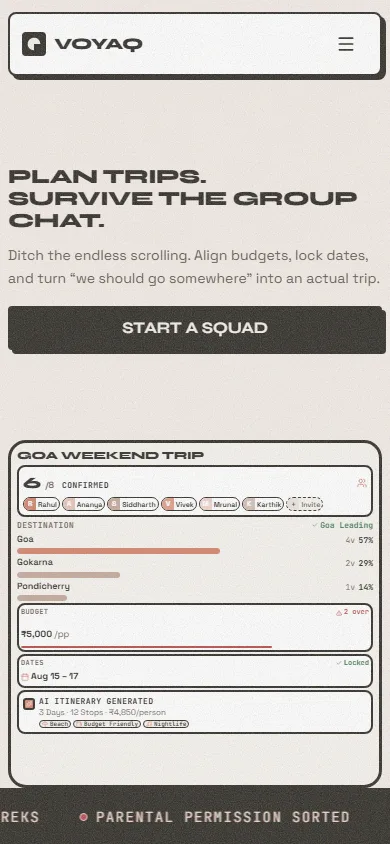 VOYAQ
PLAN TRIPS.
SURVIVE THE GROUP
CHAT.
Ditch the endless scrolling. Align budgets, lock dates,
and turn “we should go somewhere” into an actual trip.
START A SQUAD
GOA WEEKEND TRIP
6 /8 CONFIRMED
R Rahul A Ananya S Siddharth V Vivek M Mrunal K Karthik + Invite
DESTINATION ✓ Goa Leading
Goa 4v 57%
Gokarna 2v 29%
Pondicherry 1v 14%
BUDGET 2 over
₹5,000 /pp
DATES ✓ Locked
Aug 15 – 17
AI ITINERARY GENERATED
3 Days · 12 Stops · ₹4,850/person
Beach Budget Friendly Nightlife
REKS PARENTAL PERMISSION SORTED